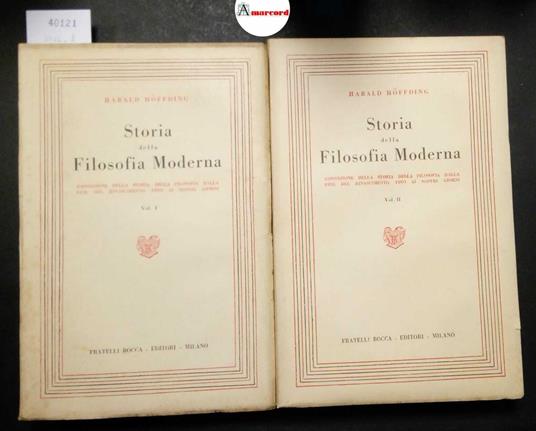 Amarcord
40121
HARALD HÖFFDING
Storia
della
Filosofia Moderna
ESPOSIZIONE DELLA STORIA DELLA FILOSOFIA DALLA
FINE DEL RINASCIMENTO FINO AI NOSTRI GIORNI
Vol. I
FRATELLI BOCCA - EDITORI - MILANO
HARALD HÖFFDING
Storia
della
Filosofia Moderna
ESPOSIZIONE DELLA STORIA DELLA FILOSOFIA DALLA
FINE DEL RINASCIMENTO FINO AI NOSTRI GIORNI
Vol. II
FRATELLI BOCCA - EDITORI - MILANO